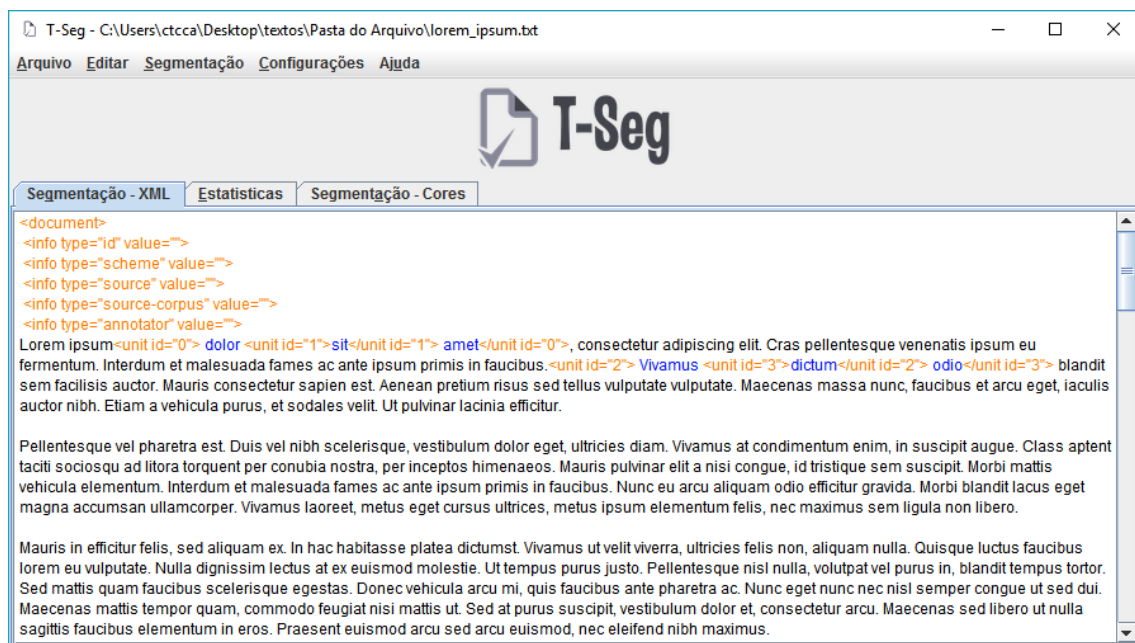 T-Seg - C:\Users\ctcca\Desktop\textos\Pasta do Arquivo\lorem_ipsum.txt
Arquivo Editar Segmentação Configurações Ajuda
T-Seg
Segmentação - XML Estatisticas Segmentação - Cores
<document>
<info type="id" value="">
<info type="scheme" value="">
<info type="source" value="">
<info type="source-corpus" value="">
<info type="annotator" value="">
Lorem ipsum<unit id="0"> dolor <unit id="1">sit</unit id="1"> amet</unit id="0">, consectetur adipiscing elit. Cras pellentesque venenatis ipsum eu
fermentum. Interdum et malesuada fames ac ante ipsum primis in faucibus.<unit id="2"> Vivamus <unit id="3">dictum</unit id="2"> odio</unit id="3"> blandit
sem facilisis auctor. Mauris consectetur sapien est. Aenean pretium risus sed tellus vulputate vulputate. Maecenas massa nunc, faucibus et arcu eget, iaculis
auctor nibh. Etiam a vehicula purus, et sodales velit. Ut pulvinar lacinia efficitur.
Pellentesque vel pharetra est. Duis vel nibh scelerisque, vestibulum dolor eget, ultricies diam. Vivamus at condimentum enim, in suscipit augue. Class aptent
taciti sociosqu ad litora torquent per conubia nostra, per inceptos himenaeos. Mauris pulvinar elit a nisi congue, id tristique sem suscipit. Morbi mattis
vehicula elementum. Interdum et malesuada fames ac ante ipsum primis in faucibus. Nunc eu arcu aliquam odio efficitur gravida. Morbi blandit lacus eget
magna accumsan ullamcorper. Vivamus laoreet, metus eget cursus ultrices, metus ipsum elementum felis, nec maximus sem ligula non libero.
Mauris in efficitur felis, sed aliquam ex. In hac habitasse platea dictumst. Vivamus ut velit viverra, ultricies felis non, aliquam nulla. Quisque luctus faucibus
lorem eu vulputate. Nulla dignissim lectus at ex euismod molestie. Ut tempus purus justo. Pellentesque nisl nulla, volutpat vel purus in, blandit tempus tortor.
Sed mattis quam faucibus scelerisque egestas. Donec vehicula arcu mi, quis faucibus ante pharetra ac. Nunc eget nunc nec nisl semper congue ut sed dui.
Maecenas mattis tempor quam, commodo feugiat nisi mattis ut. Sed at purus suscipit, vestibulum dolor et, consectetur arcu. Maecenas sed libero ut nulla
sagittis faucibus elementum in eros. Praesent euismod arcu sed arcu euismod, nec eleifend nibh maximus.